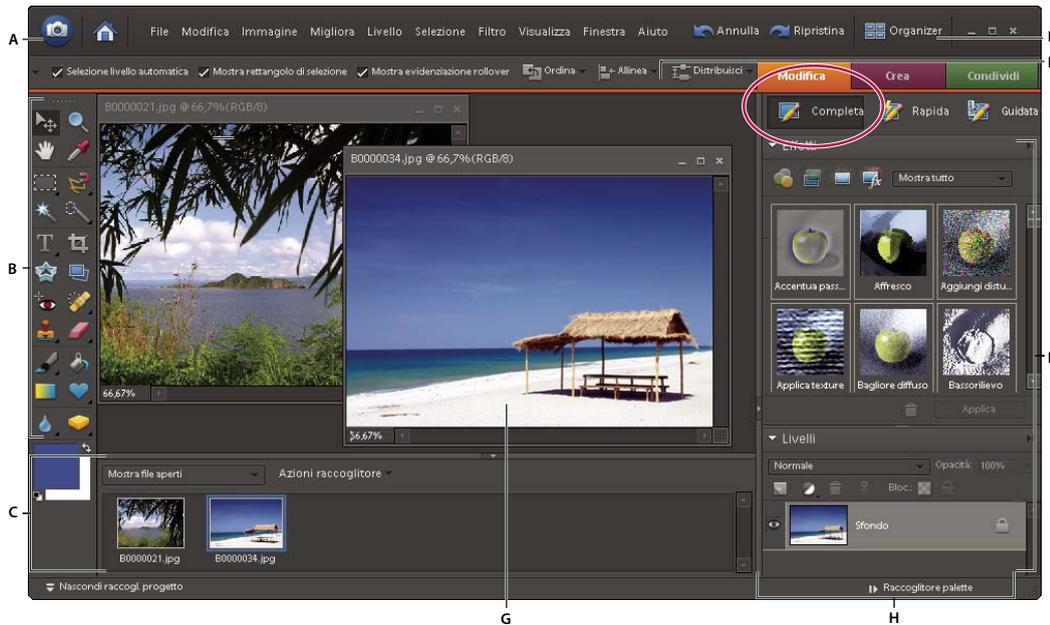 A
File Modifica Immagine Migliora Livello Selezione Filtro Visualizza Finestra Aiuto Annulla Ripristina Organizer
Selezione livello automatica Mostra rettangolo di selezione Mostra evidenziazione rollover Ordina Allinea Distribuisci
Modifica Crea Condividi
Completa Rapida Guidata
B0000021.jpg @ 66,7% (RGB/8)
B0000034.jpg @ 66,7% (RGB/8)
Effetti
Mostra tutto
Accentua pass... Affresco Aggiungi distu...
B
Applica texture Bagliore diffuso Bassorilievo
66,67%
66,67%
Applica
Livelli
Normale Opacità: 100%
Bloc.:
Mostra file aperti Azioni raccoglitore
C
Sfondo
B0000021.jpg B0000034.jpg
Nascondi raccogl. progetto
Raccoglitore palette
G
H